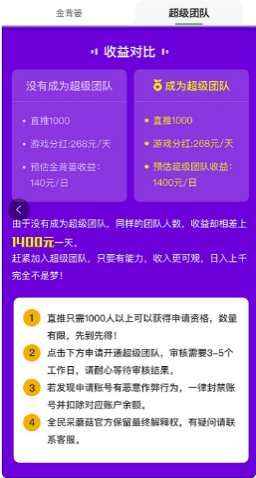 金背篓
超级团队
收益对比
没有成为超级团队
成为超级团队
• 直推1000
• 游戏分红:268元/天
• 预估金背篓收益:
140元/日
• 直推1000
• 游戏分红:268元/天
• 预估超级团队收益:
1400元/日
由于没有成为超级团队，同样的团队人数，收益却相差上
1400元一天。
赶紧加入超级团队，只要有能力，收入更可观，日入上千
完全不是梦！
1 直推只需1000人以上可以获得申请资格，数量
有限，先到先得！
2 点击下方申请开通超级团队，审核需要3-5个
工作日，请耐心等待审核结果。
3 若发现申请账号有恶意作弊行为，一律封禁账
号并扣除对应账户余额。
4 全民采蘑菇官方保留最终解释权，有疑问请联
系客服。